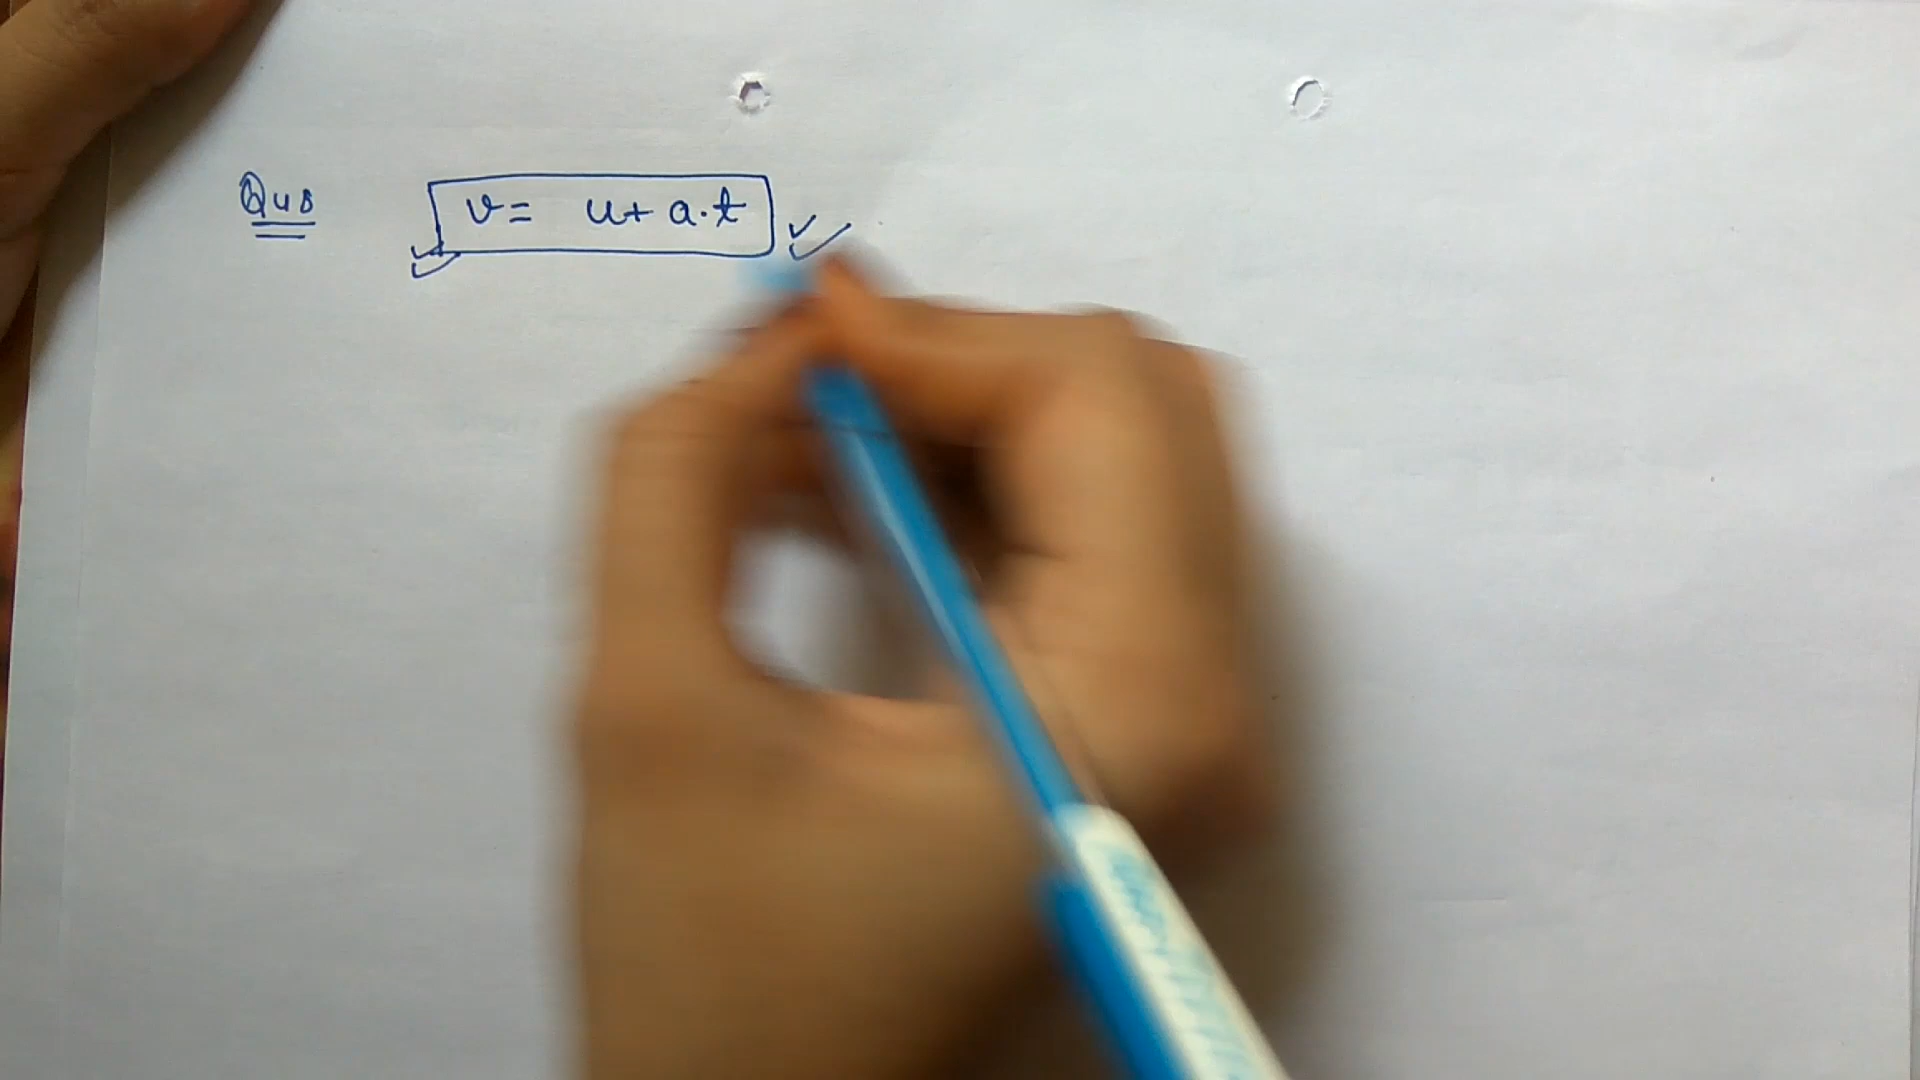 Qus v = u + a.t